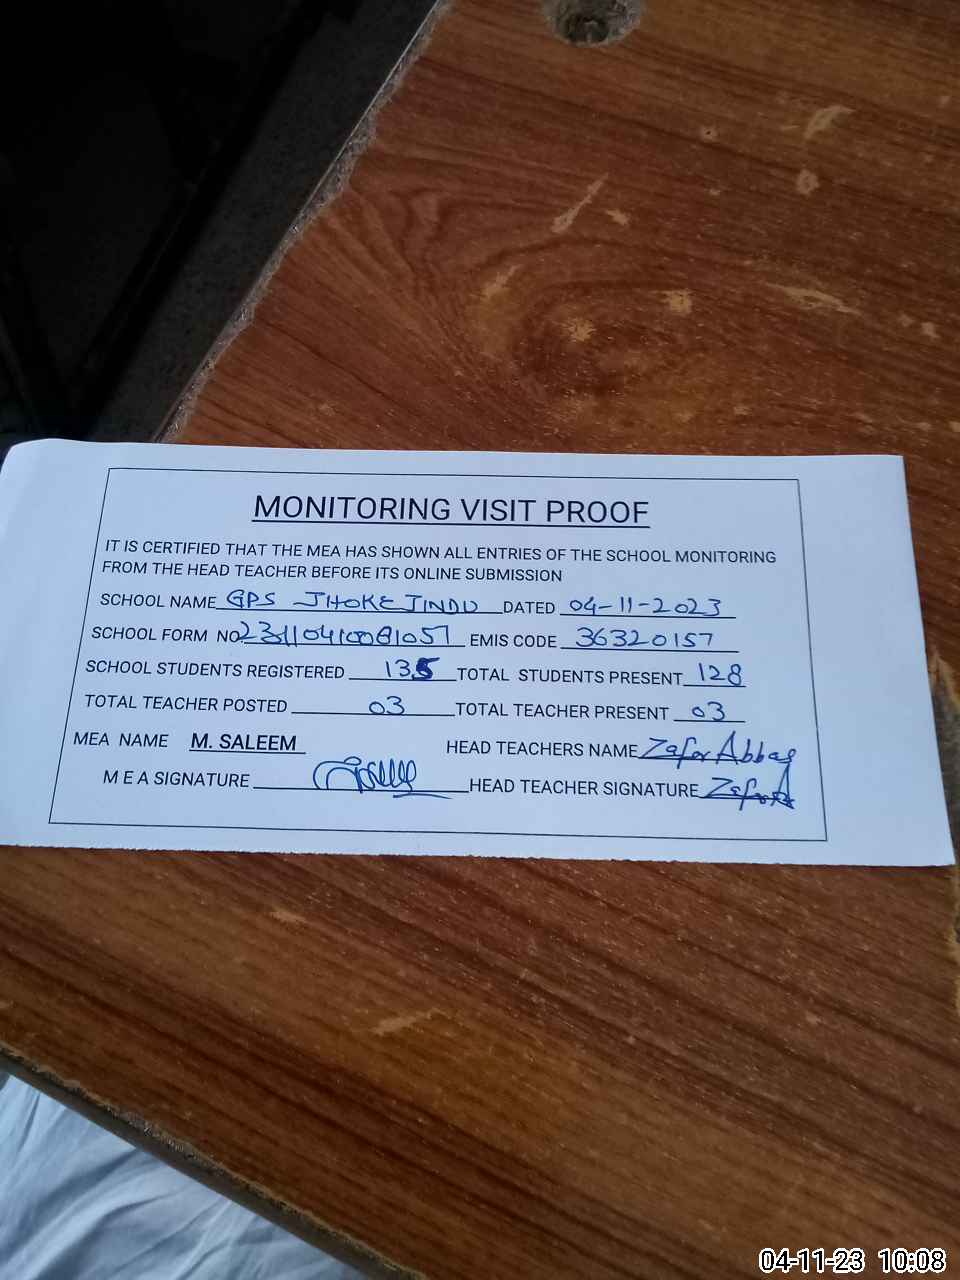 MONITORING VISIT PROOF
IT IS CERTIFIED THAT THE MEA HAS SHOWN ALL ENTRIES OF THE SCHOOL MONITORING
FROM THE HEAD TEACHER BEFORE ITS ONLINE SUBMISSION
SCHOOL NAME GPS JHOKE JINDU DATED 04-11-2023
SCHOOL FORM NO EMIS CODE 36320157
SCHOOL STUDENTS REGISTERED 135 TOTAL STUDENTS PRESENT 128
TOTAL TEACHER POSTED 03 TOTAL TEACHER PRESENT 03
MEA NAME M. SALEEM HEAD TEACHERS NAME Zafar Abbas
M E A SIGNATURE HEAD TEACHER SIGNATURE
04-11-23 10:08